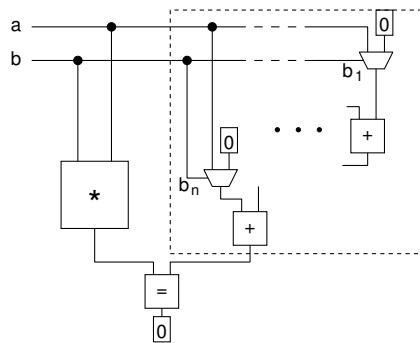 a
0
b
b1
• • •
+
0
*
bn
+
=
0